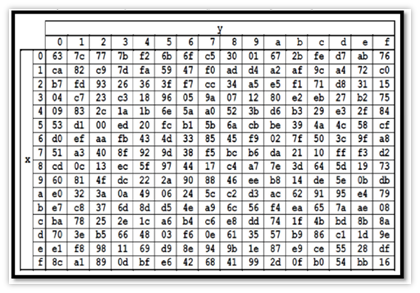 y
0 1 2 3 4 5 6 7 8 9 a b c d e f
0 63 7c 77 7b f2 6b 6f c5 30 01 67 2b fe d7 ab 76
1 ca 82 c9 7d fa 59 47 f0 ad d4 a2 af 9c a4 72 c0
2 b7 fd 93 26 36 3f f7 cc 34 a5 e5 f1 71 d8 31 15
3 04 c7 23 c3 18 96 05 9a 07 12 80 e2 eb 27 b2 75
4 09 83 2c 1a 1b 6e 5a a0 52 3b d6 b3 29 e3 2f 84
5 53 d1 00 ed 20 fc b1 5b 6a cb be 39 4a 4c 58 cf
6 d0 ef aa fb 43 4d 33 85 45 f9 02 7f 50 3c 9f a8
x 7 51 a3 40 8f 92 9d 38 f5 bc b6 da 21 10 ff f3 d2
8 cd 0c 13 ec 5f 97 44 17 c4 a7 7e 3d 64 5d 19 73
9 60 81 4f dc 22 2a 90 88 46 ee b8 14 de 5e 0b db
a e0 32 3a 0a 49 06 24 5c c2 d3 ac 62 91 95 e4 79
b e7 c8 37 6d 8d d5 4e a9 6c 56 f4 ea 65 7a ae 08
c ba 78 25 2e 1c a6 b4 c6 e8 dd 74 1f 4b bd 8b 8a
d 70 3e b5 66 48 03 f6 0e 61 35 57 b9 86 c1 1d 9e
e e1 f8 98 11 69 d9 8e 94 9b 1e 87 e9 ce 55 28 df
f 8c a1 89 0d bf e6 42 68 41 99 2d 0f b0 54 bb 16